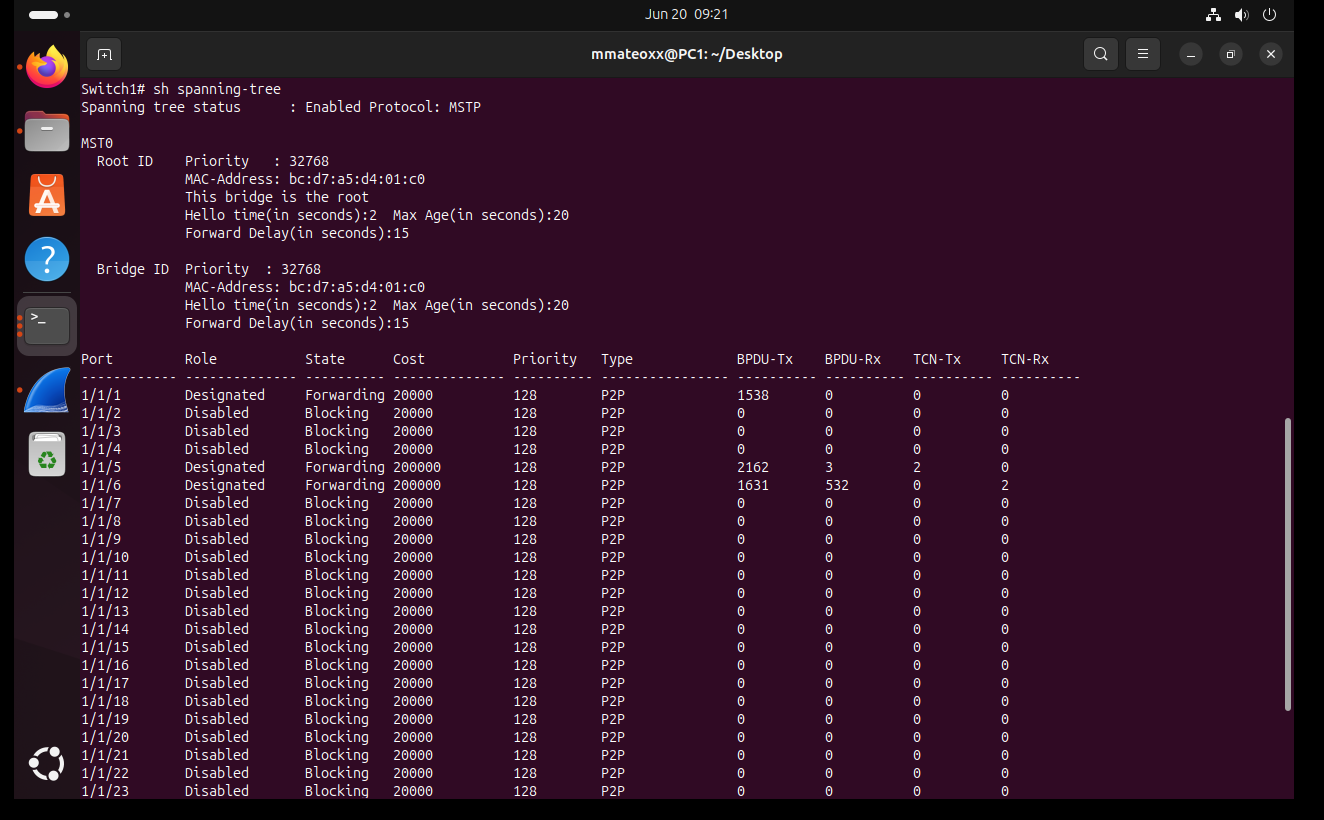 Jun 20 09:21
mmateoxx@PC1: ~/Desktop
Switch1# sh spanning-tree
Spanning tree status      : Enabled Protocol: MSTP
MST0
  Root ID    Priority   : 32768
             MAC-Address: bc:d7:a5:d4:01:c0
             This bridge is the root
             Hello time(in seconds):2  Max Age(in seconds):20
             Forward Delay(in seconds):15
  Bridge ID  Priority  : 32768
             MAC-Address: bc:d7:a5:d4:01:c0
             Hello time(in seconds):2  Max Age(in seconds):20
             Forward Delay(in seconds):15
Port         Role           State      Cost           Priority   Type             BPDU-Tx    BPDU-Rx    TCN-Tx     TCN-Rx
------------ -------------- ---------- -------------- ---------- ---------------- ---------- ---------- ---------- ----------
1/1/1        Designated     Forwarding 20000          128        P2P              1538       0          0          0
1/1/2        Disabled       Blocking   20000          128        P2P              0          0          0          0
1/1/3        Disabled       Blocking   20000          128        P2P              0          0          0          0
1/1/4        Disabled       Blocking   20000          128        P2P              0          0          0          0
1/1/5        Designated     Forwarding 200000         128        P2P              2162       3          2          0
1/1/6        Designated     Forwarding 200000         128        P2P              1631       532        0          2
1/1/7        Disabled       Blocking   20000          128        P2P              0          0          0          0
1/1/8        Disabled       Blocking   20000          128        P2P              0          0          0          0
1/1/9        Disabled       Blocking   20000          128        P2P              0          0          0          0
1/1/10       Disabled       Blocking   20000          128        P2P              0          0          0          0
1/1/11       Disabled       Blocking   20000          128        P2P              0          0          0          0
1/1/12       Disabled       Blocking   20000          128        P2P              0          0          0          0
1/1/13       Disabled       Blocking   20000          128        P2P              0          0          0          0
1/1/14       Disabled       Blocking   20000          128        P2P              0          0          0          0
1/1/15       Disabled       Blocking   20000          128        P2P              0          0          0          0
1/1/16       Disabled       Blocking   20000          128        P2P              0          0          0          0
1/1/17       Disabled       Blocking   20000          128        P2P              0          0          0          0
1/1/18       Disabled       Blocking   20000          128        P2P              0          0          0          0
1/1/19       Disabled       Blocking   20000          128        P2P              0          0          0          0
1/1/20       Disabled       Blocking   20000          128        P2P              0          0          0          0
1/1/21       Disabled       Blocking   20000          128        P2P              0          0          0          0
1/1/22       Disabled       Blocking   20000          128        P2P              0          0          0          0
1/1/23       Disabled       Blocking   20000          128        P2P              0          0          0          0